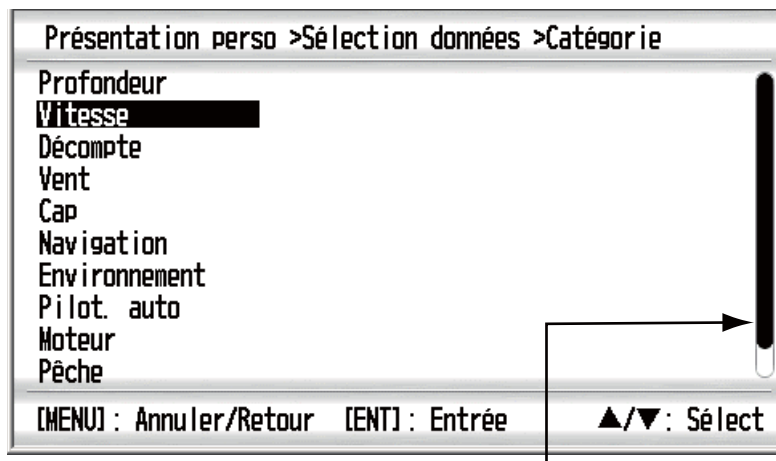 Présentation perso >Sélection données >Catégorie
Profondeur
Vitesse
Décompte
Vent
Cap
Navigation
Environnement
Pilot. auto
Moteur
Pêche
[MENU] : Annuler/Retour [ENT] : Entrée ▲/▼ : Sélect